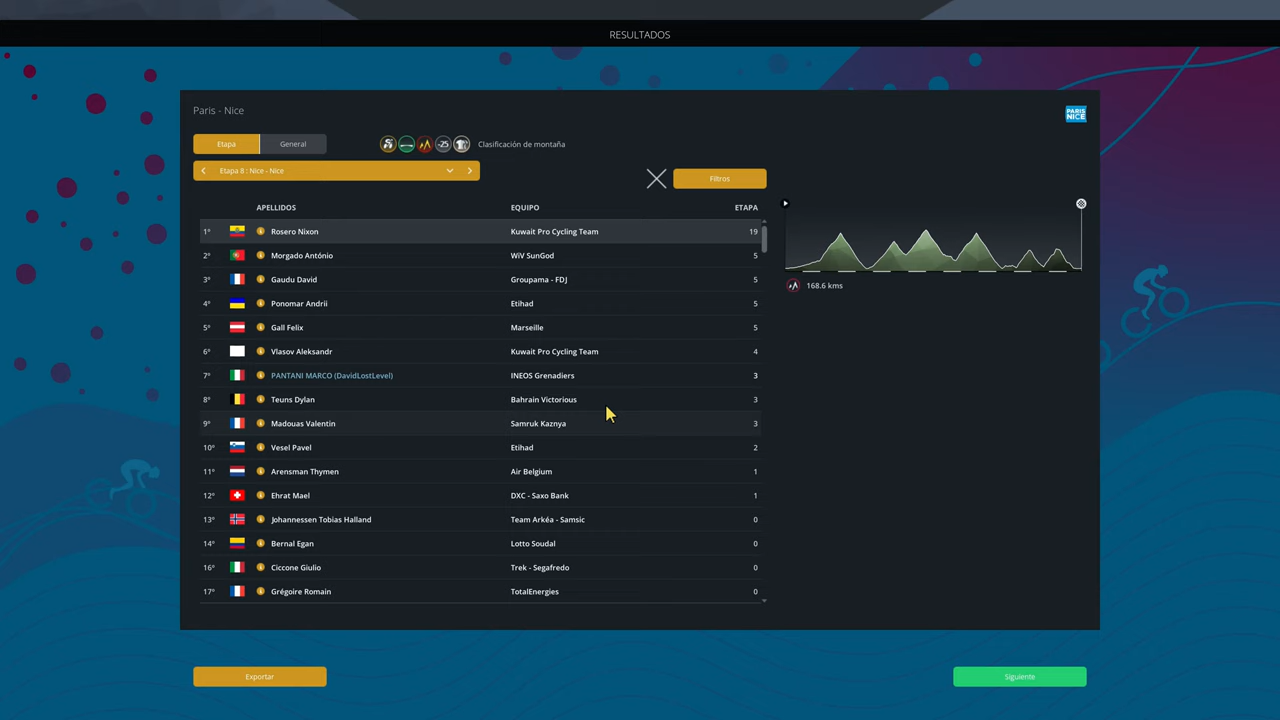 RESULTADOS
Paris - Nice
PARIS
NICE
Etapa General -25 Clasificación de montaña
Etapa 8 : Nice - Nice
Filtros
APELLIDOS EQUIPO ETAPA
1º Rosero Nixon Kuwait Pro Cycling Team 19
2º Morgado António WiV SunGod 5
3º Gaudu David Groupama - FDJ 5
4º Ponomar Andrii Etihad 5
5º Gall Felix Marseille 5
6º Vlasov Aleksandr Kuwait Pro Cycling Team 4
7º PANTANI MARCO (DavidLostLevel) INEOS Grenadiers 3
8º Teuns Dylan Bahrain Victorious 3
9º Madouas Valentin Samruk Kaznya 3
10º Vesel Pavel Etihad 2
11º Arensman Thymen Air Belgium 1
12º Ehrat Mael DXC - Saxo Bank 1
13º Johannessen Tobias Halland Team Arkéa - Samsic 0
14º Bernal Egan Lotto Soudal 0
16º Ciccone Giulio Trek - Segafredo 0
17º Grégoire Romain TotalEnergies 0
168.6 kms
Exportar
Siguiente